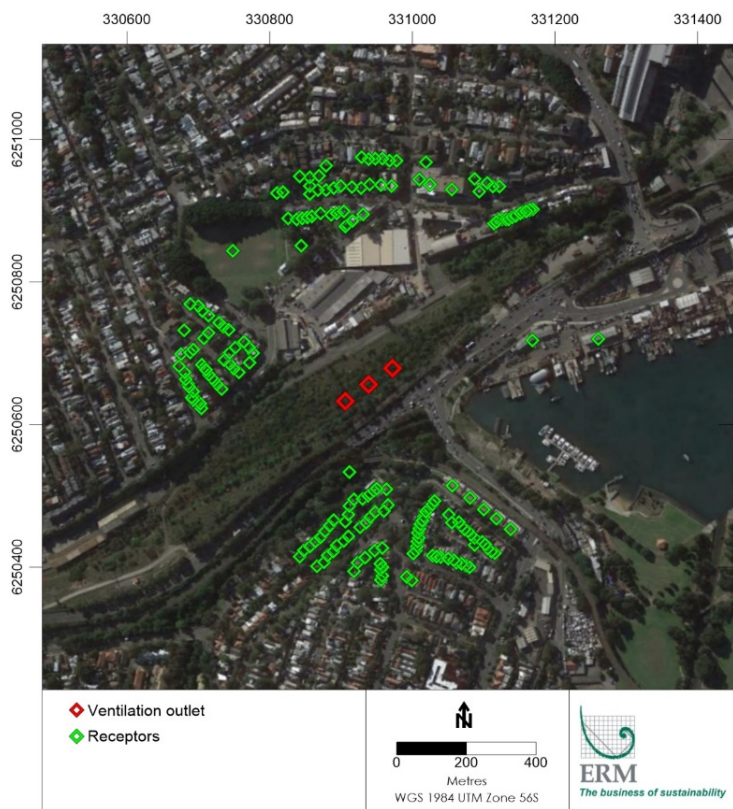 330600 330800 331000 331200 331400
6251000
6250800
6250600
6250400
Ventilation outlet
Receptors
N
0 200 400
Metres
WGS 1984 UTM Zone 56S
ERM
The business of sustainability